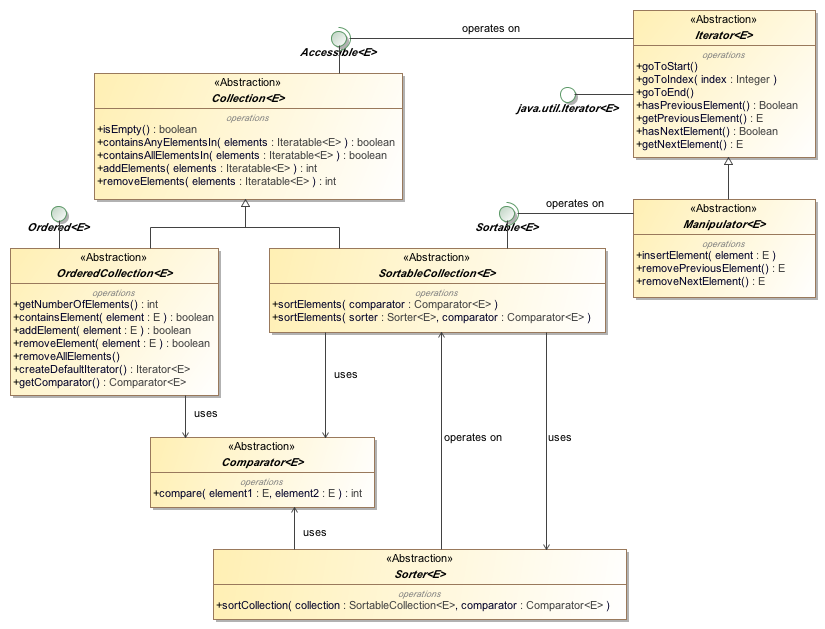 operates on
Accessible<E>
«Abstraction»
Iterator<E>
operations
+goToStart()
+goToIndex( index : Integer )
+goToEnd()
+hasPreviousElement() : Boolean
+getPreviousElement() : E
+hasNextElement() : Boolean
+getNextElement() : E
java.util.Iterator<E>
«Abstraction»
Collection<E>
operations
+isEmpty() : boolean
+containsAnyElementsIn( elements : Iteratable<E> ) : boolean
+containsAllElementsIn( elements : Iteratable<E> ) : boolean
+addElements( elements : Iteratable<E> ) : int
+removeElements( elements : Iteratable<E> ) : int
Ordered<E>
Sortable<E>
operates on
«Abstraction»
Manipulator<E>
operations
+insertElement( element : E )
+removePreviousElement() : E
+removeNextElement() : E
«Abstraction»
OrderedCollection<E>
operations
+getNumberOfElements() : int
+containsElement( element : E ) : boolean
+addElement( element : E ) : boolean
+removeElement( element : E ) : boolean
+removeAllElements()
+createDefaultIterator() : Iterator<E>
+getComparator() : Comparator<E>
«Abstraction»
SortableCollection<E>
operations
+sortElements( comparator : Comparator<E> )
+sortElements( sorter : Sorter<E>, comparator : Comparator<E> )
uses
uses
operates on
uses
«Abstraction»
Comparator<E>
operations
+compare( element1 : E, element2 : E ) : int
uses
«Abstraction»
Sorter<E>
operations
+sortCollection( collection : SortableCollection<E>, comparator : Comparator<E> )